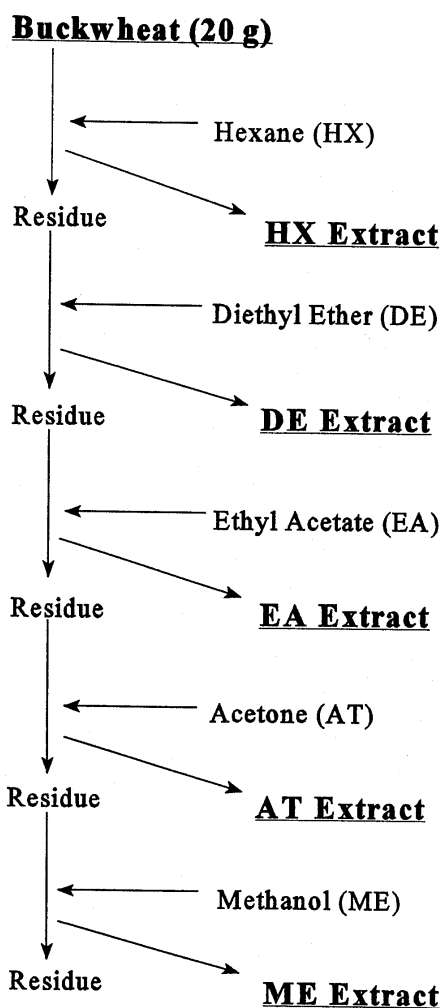 Buckwheat (20 g)
Hexane (HX)
Residue
HX Extract
Diethyl Ether (DE)
Residue
DE Extract
Ethyl Acetate (EA)
Residue
EA Extract
Acetone (AT)
Residue
AT Extract
Methanol (ME)
Residue
ME Extract